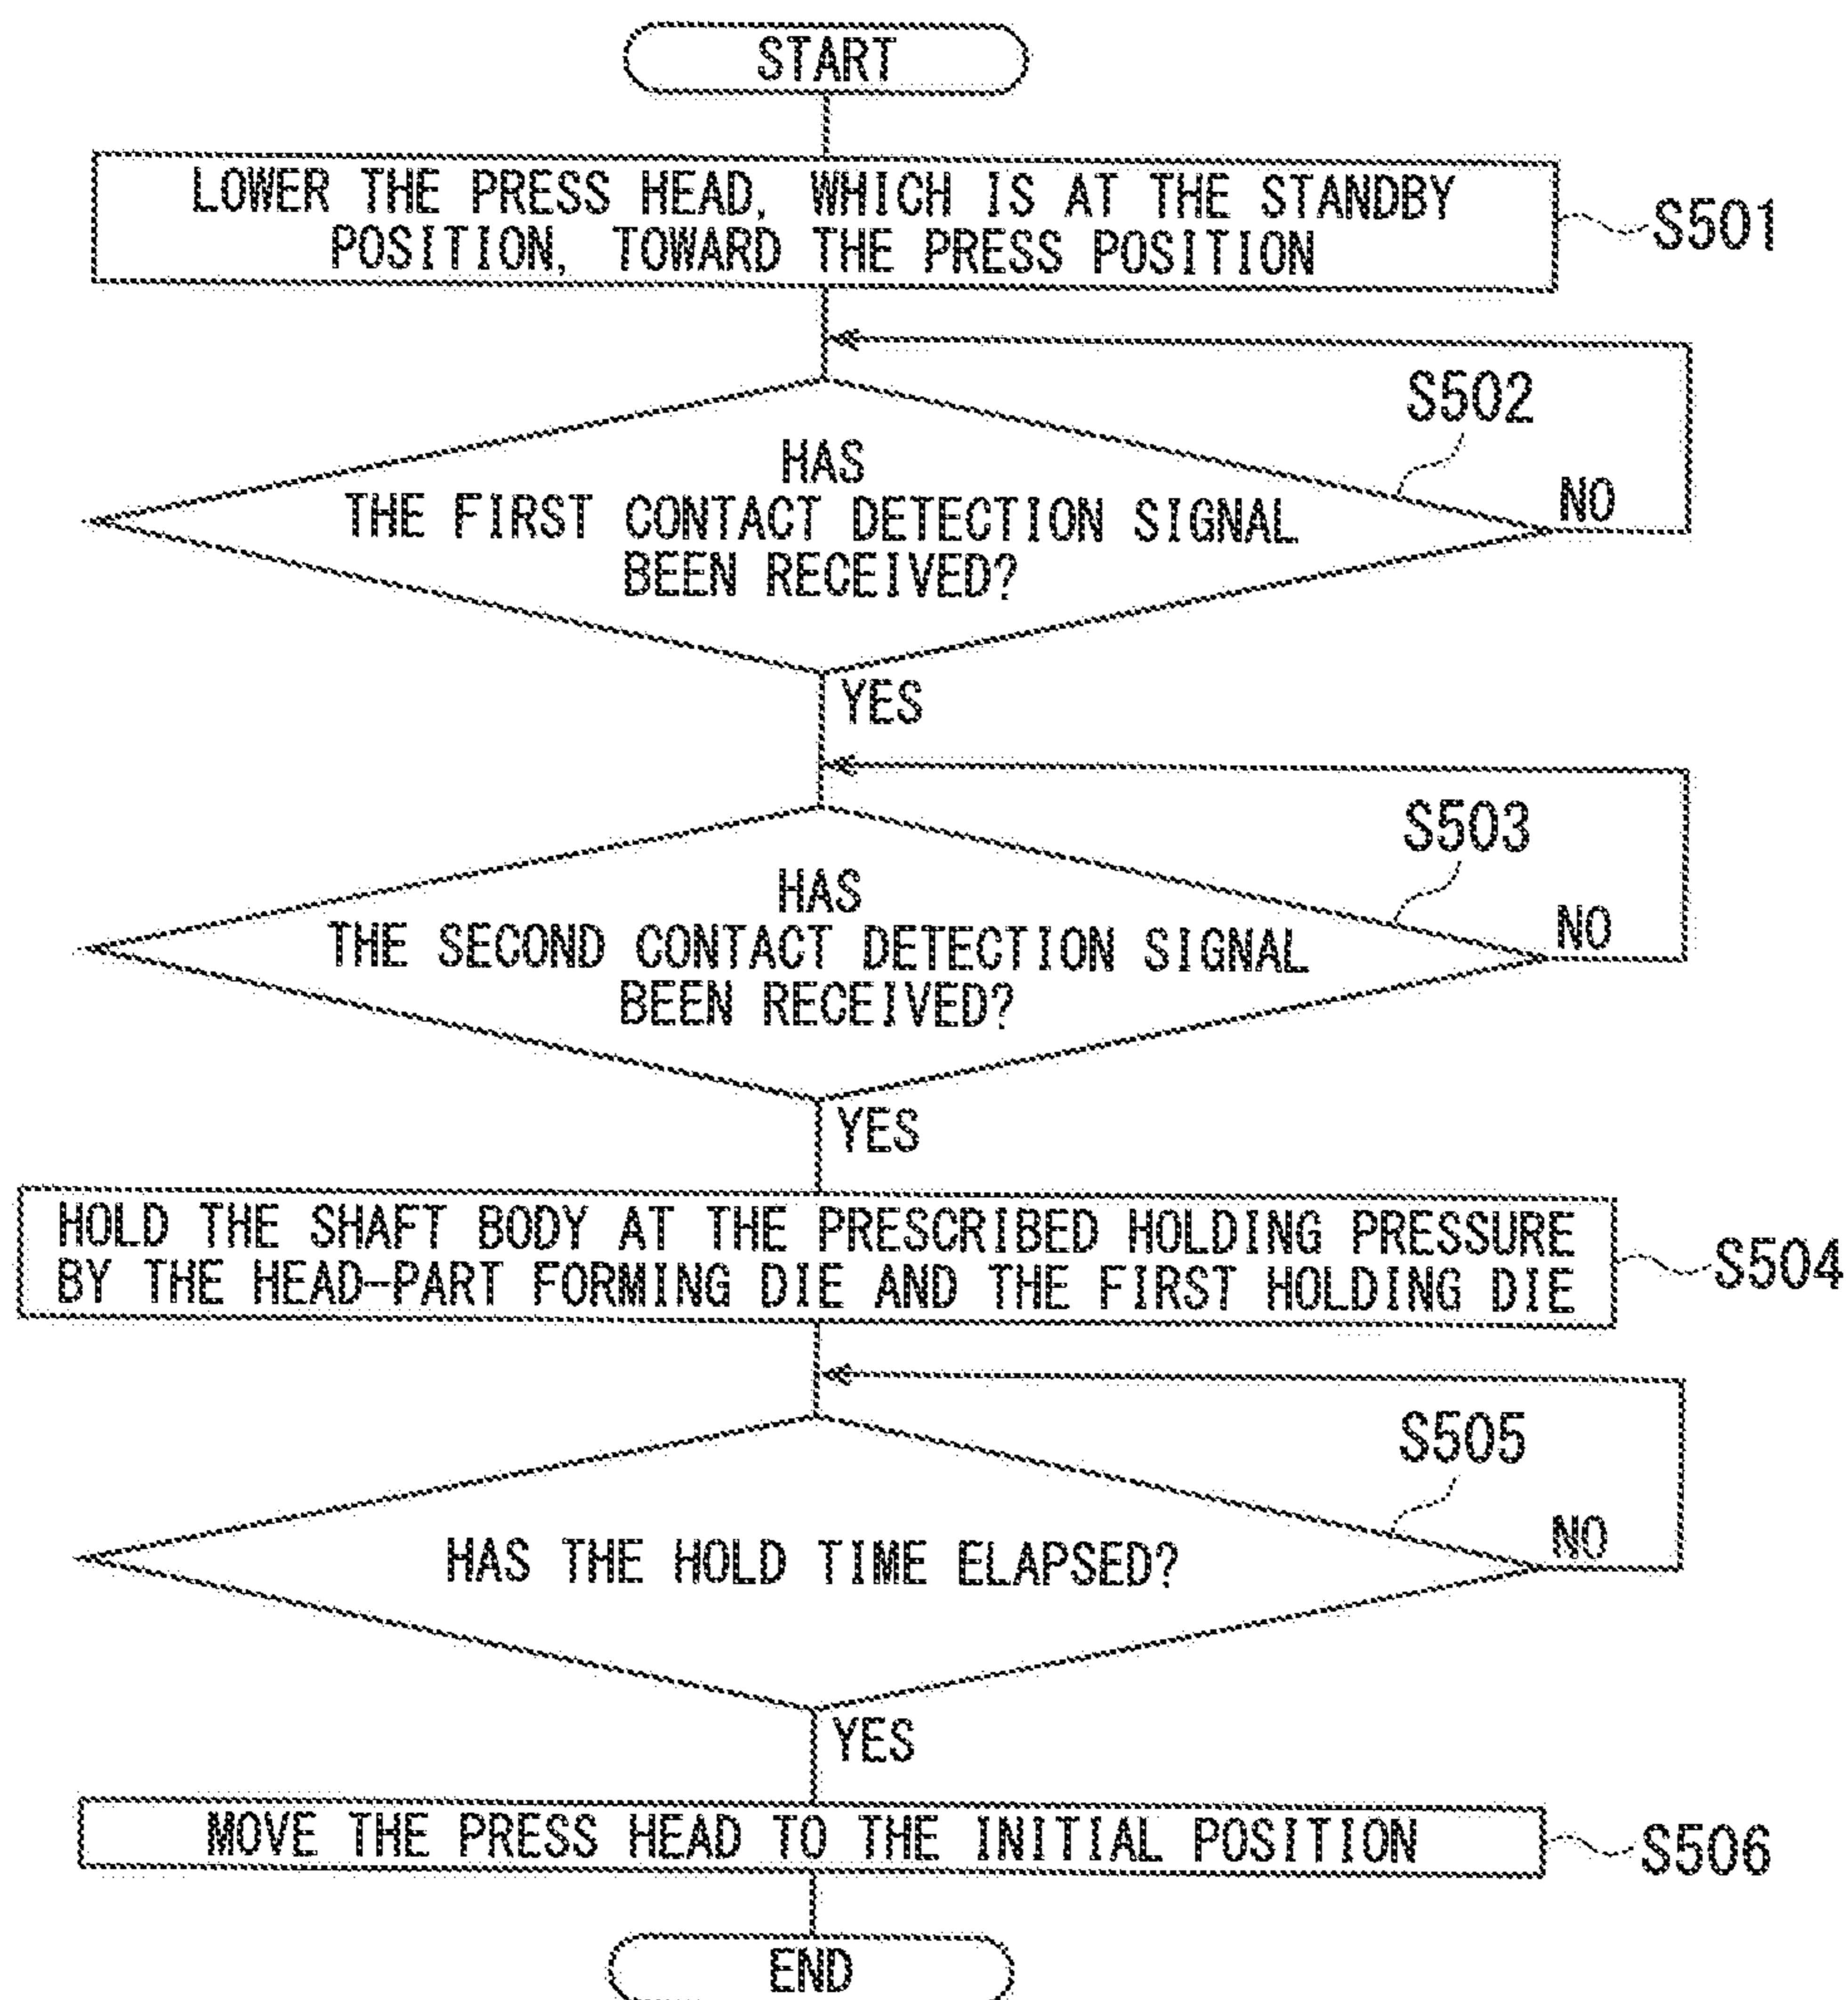 START
LOWER THE PRESS HEAD, WHICH IS AT THE STANDBY
POSITION, TOWARD THE PRESS POSITION
S501
S502
HAS
THE FIRST CONTACT DETECTION SIGNAL
BEEN RECEIVED?
NO
YES
S503
HAS
THE SECOND CONTACT DETECTION SIGNAL
BEEN RECEIVED?
NO
YES
HOLD THE SHAFT BODY AT THE PRESCRIBED HOLDING PRESSURE
BY THE HEAD-PART FORMING DIE AND THE FIRST HOLDING DIE
S504
S505
HAS THE HOLD TIME ELAPSED?
NO
YES
MOVE THE PRESS HEAD TO THE INITIAL POSITION
S506
END